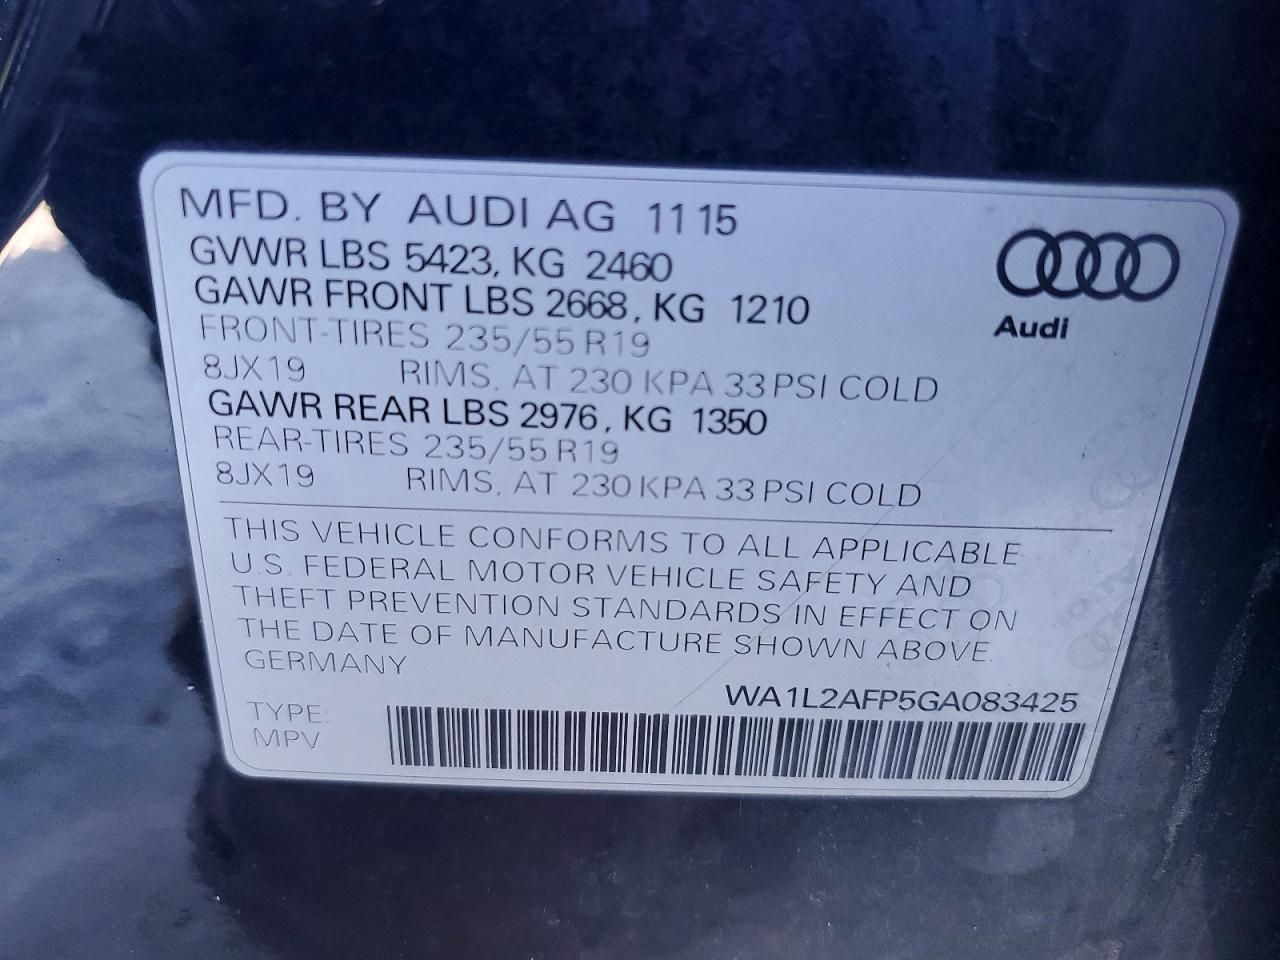 MFD. BY AUDI AG 11 15
GVWR LBS 5423, KG 2460
GAWR FRONT LBS 2668, KG 1210
FRONT-TIRES 235/55 R19
8JX19 RIMS, AT 230 KPA 33 PSI COLD
GAWR REAR LBS 2976, KG 1350
REAR-TIRES 235/55 R19
8JX19 RIMS, AT 230 KPA 33 PSI COLD
Audi
THIS VEHICLE CONFORMS TO ALL APPLICABLE
U.S. FEDERAL MOTOR VEHICLE SAFETY AND
THEFT PREVENTION STANDARDS IN EFFECT ON
THE DATE OF MANUFACTURE SHOWN ABOVE.
GERMANY
WA1L2AFP5GA083425
TYPE:
MPV